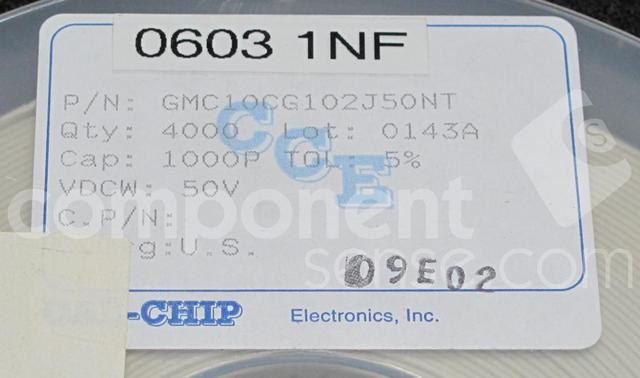 0603 1NF
P/N: GMC10CG102J50NT
Qty: 4000 Lot: 0143A
Cap: 1000P TOL: 5%
VDCW: 50V
C.P/N:
g:U.S.
CCE
09E02
-CHIP Electronics, Inc.
component
sense.com